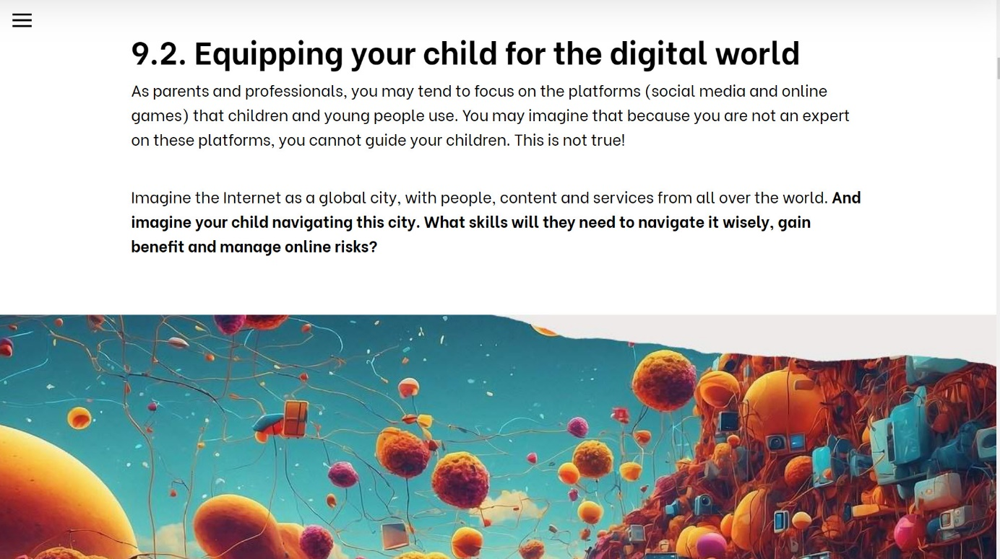 9.2. Equipping your child for the digital world
As parents and professionals, you may tend to focus on the platforms (social media and online
games) that children and young people use. You may imagine that because you are not an expert
on these platforms, you cannot guide your children. This is not true!
Imagine the Internet as a global city, with people, content and services from all over the world. And
imagine your child navigating this city. What skills will they need to navigate it wisely, gain
benefit and manage online risks?